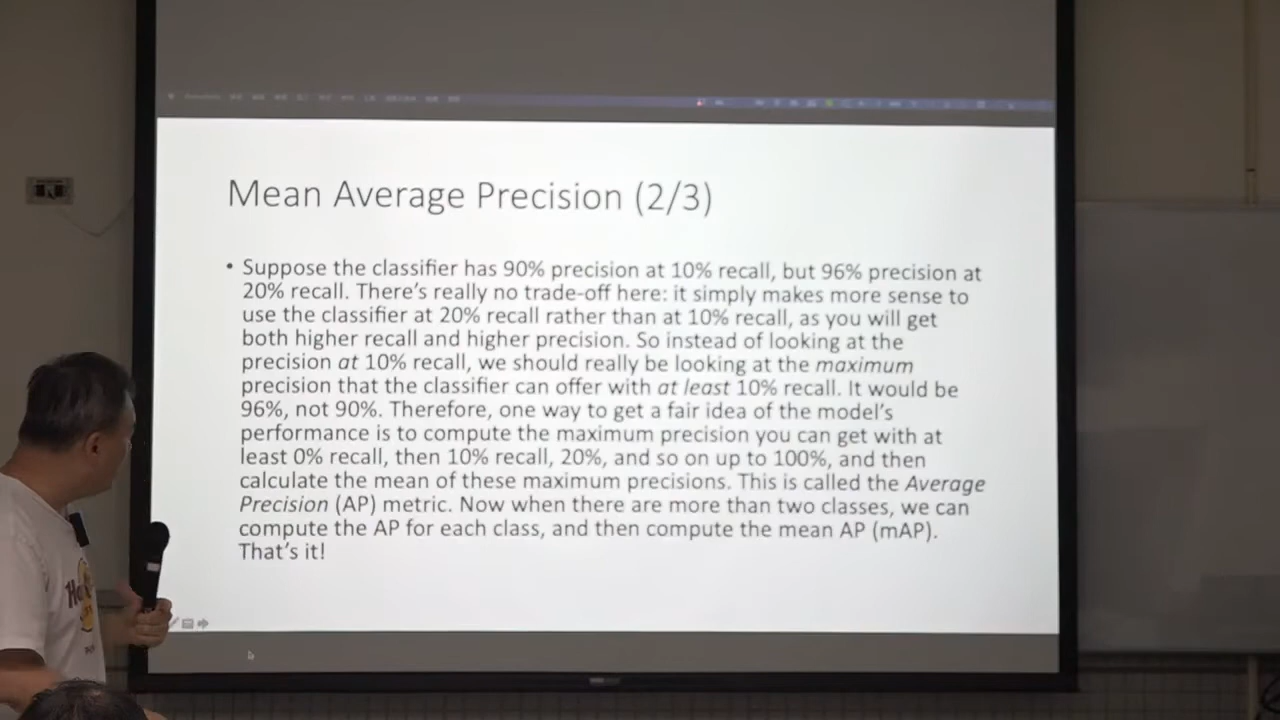 Mean Average Precision (2/3)
• Suppose the classifier has 90% precision at 10% recall, but 96% precision at
20% recall. There's really no trade-off here: it simply makes more sense to
use the classifier at 20% recall rather than at 10% recall, as you will get
both higher recall and higher precision. So instead of looking at the
precision at 10% recall, we should really be looking at the maximum
precision that the classifier can offer with at least 10% recall. It would be
96%, not 90%. Therefore, one way to get a fair idea of the model's
performance is to compute the maximum precision you can get with at
least 0% recall, then 10% recall, 20%, and so on up to 100%, and then
calculate the mean of these maximum precisions. This is called the Average
Precision (AP) metric. Now when there are more than two classes, we can
compute the AP for each class, and then compute the mean AP (mAP).
That's it!